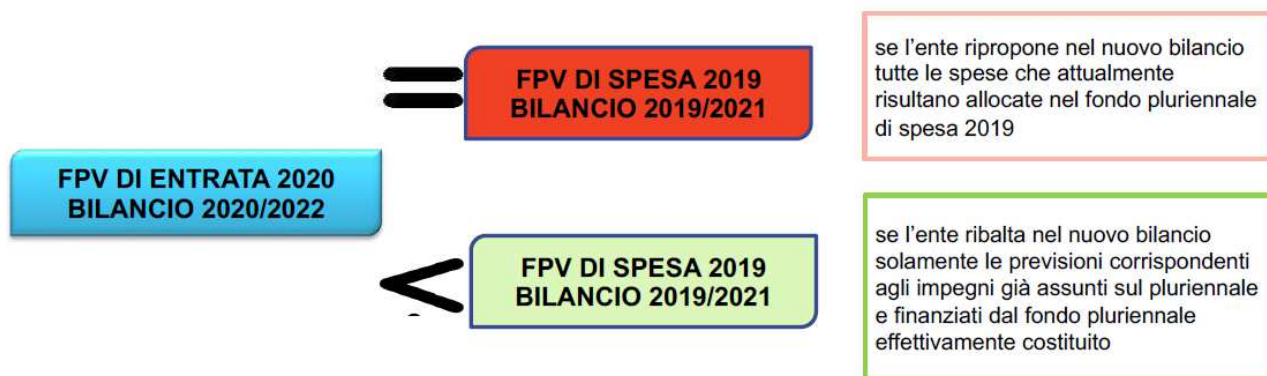 FPV DI ENTRATA 2020
BILANCIO 2020/2022
=
FPV DI SPESA 2019
BILANCIO 2019/2021
se l’ente ripropone nel nuovo bilancio
tutte le spese che attualmente
risultano allocate nel fondo pluriennale
di spesa 2019
<
FPV DI SPESA 2019
BILANCIO 2019/2021
se l’ente ribalta nel nuovo bilancio
solamente le previsioni corrispondenti
agli impegni già assunti sul pluriennale
e finanziati dal fondo pluriennale
effettivamente costituito